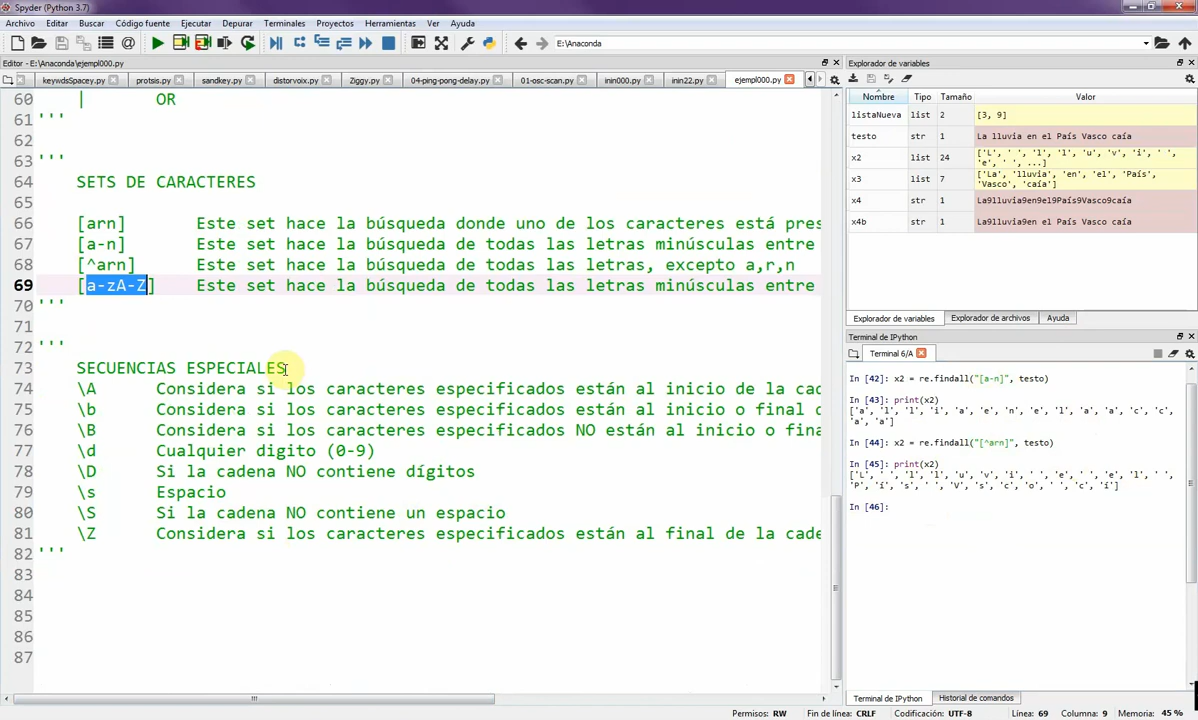 Spyder (Python 3.7)
Archivo Editar Buscar Código fuente Ejecutar Depurar Terminales Proyectos Herramientas Ver Ayuda
E:\Anaconda
Editor - E:\Anaconda\ejempl000.py
keywdsSpacey.py protsis.py sandkey.py distorvoix.py Ziggy.py 04-ping-pong-delay.py 01-osc-scan.py inin000.py inin22.py ejempl000.py
60 | OR
61 '''
62
63 '''
64 SETS DE CARACTERES
65
66 [arn] Este set hace la búsqueda donde uno de los caracteres está pres
67 [a-n] Este set hace la búsqueda de todas las letras minúsculas entre
68 [^arn] Este set hace la búsqueda de todas las letras, excepto a,r,n
69 [a-zA-Z] Este set hace la búsqueda de todas las letras minúsculas entre
70 '''
71
72 '''
73 SECUENCIAS ESPECIALES
74 \A Considera si los caracteres especificados están al inicio de la cad
75 \b Considera si los caracteres especificados están al inicio o final d
76 \B Considera si los caracteres especificados NO están al inicio o fina
77 \d Cualquier digito (0-9)
78 \D Si la cadena NO contiene dígitos
79 \s Espacio
80 \S Si la cadena NO contiene un espacio
81 \Z Considera si los caracteres especificados están al final de la cade
82 '''
83
84
85
86
87
Explorador de variables
Nombre Tipo Tamaño Valor
listaNueva list 2 [3, 9]
testo str 1 La lluvia en el País Vasco caía
x2 list 24 ['L', ' ', 'l', 'l', 'u', 'v', 'i', ' ',
'e', ' ', ...]
x3 list 7 ['La', 'lluvia', 'en', 'el', 'País',
'Vasco', 'caía']
x4 str 1 La9lluvia9en9el9País9Vasco9caía
x4b str 1 La9lluvia9en el País Vasco caía
Explorador de variables Explorador de archivos Ayuda
Terminal de IPython
Terminal 6/A
In [42]: x2 = re.findall("[a-n]", testo)
In [43]: print(x2)
['a', 'l', 'l', 'i', 'a', 'e', 'n', 'e', 'l', 'a', 'a', 'c', 'c',
'a', 'a']
In [44]: x2 = re.findall("[^arn]", testo)
In [45]: print(x2)
['L', ' ', 'l', 'l', 'u', 'v', 'i', ' ', 'e', ' ', 'e', 'l', ' ',
'P', 'í', 's', ' ', 'V', 's', 'c', 'o', ' ', 'c', 'í']
In [46]:
Terminal de IPython Historial de comandos
Permisos: RW Fin de línea: CRLF Codificación: UTF-8 Línea: 69 Columna: 9 Memoria: 45 %